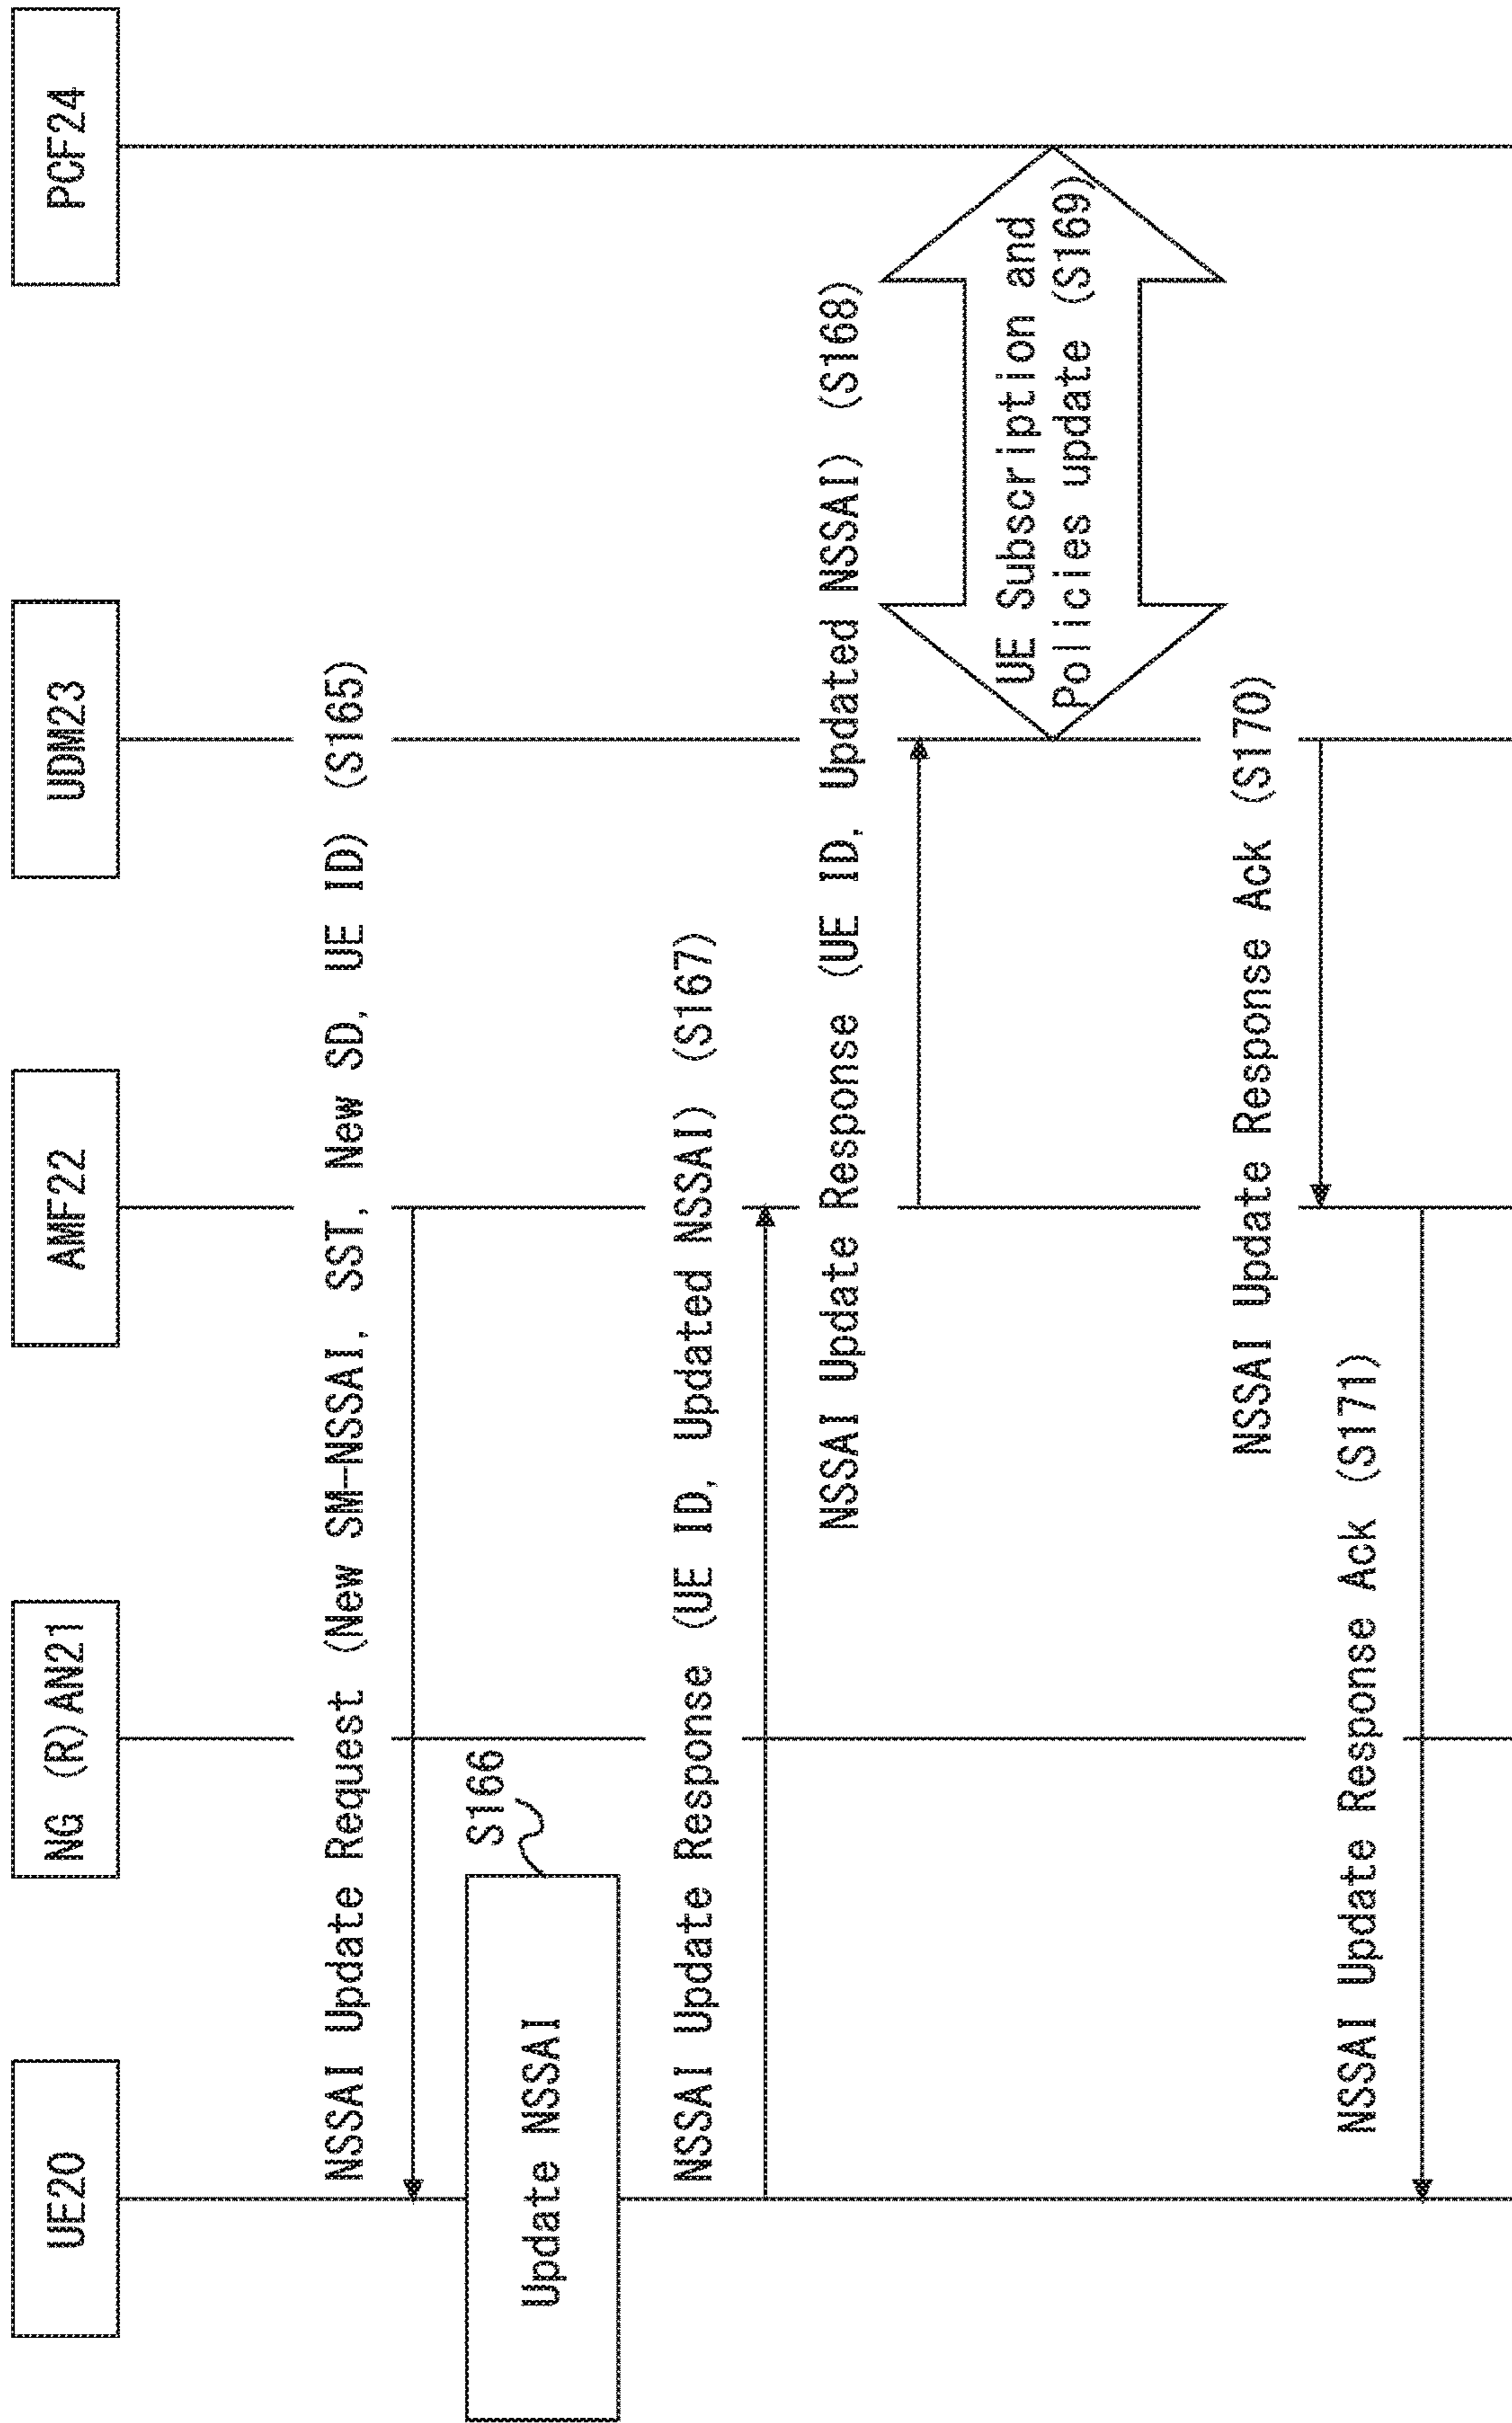 UE20
NG (R) AN21
AMF22
UDM23
PCF24
NSSAI Update Request (New SM-NSSAI, SST, New SD, UE ID) (S165)
S166
Update NSSAI
NSSAI Update Response (UE ID, Updated NSSAI) (S167)
NSSAI Update Response (UE ID, Updated NSSAI) (S168)
UE Subscription and
Policies update (S169)
NSSAI Update Response Ack (S170)
NSSAI Update Response Ack (S171)